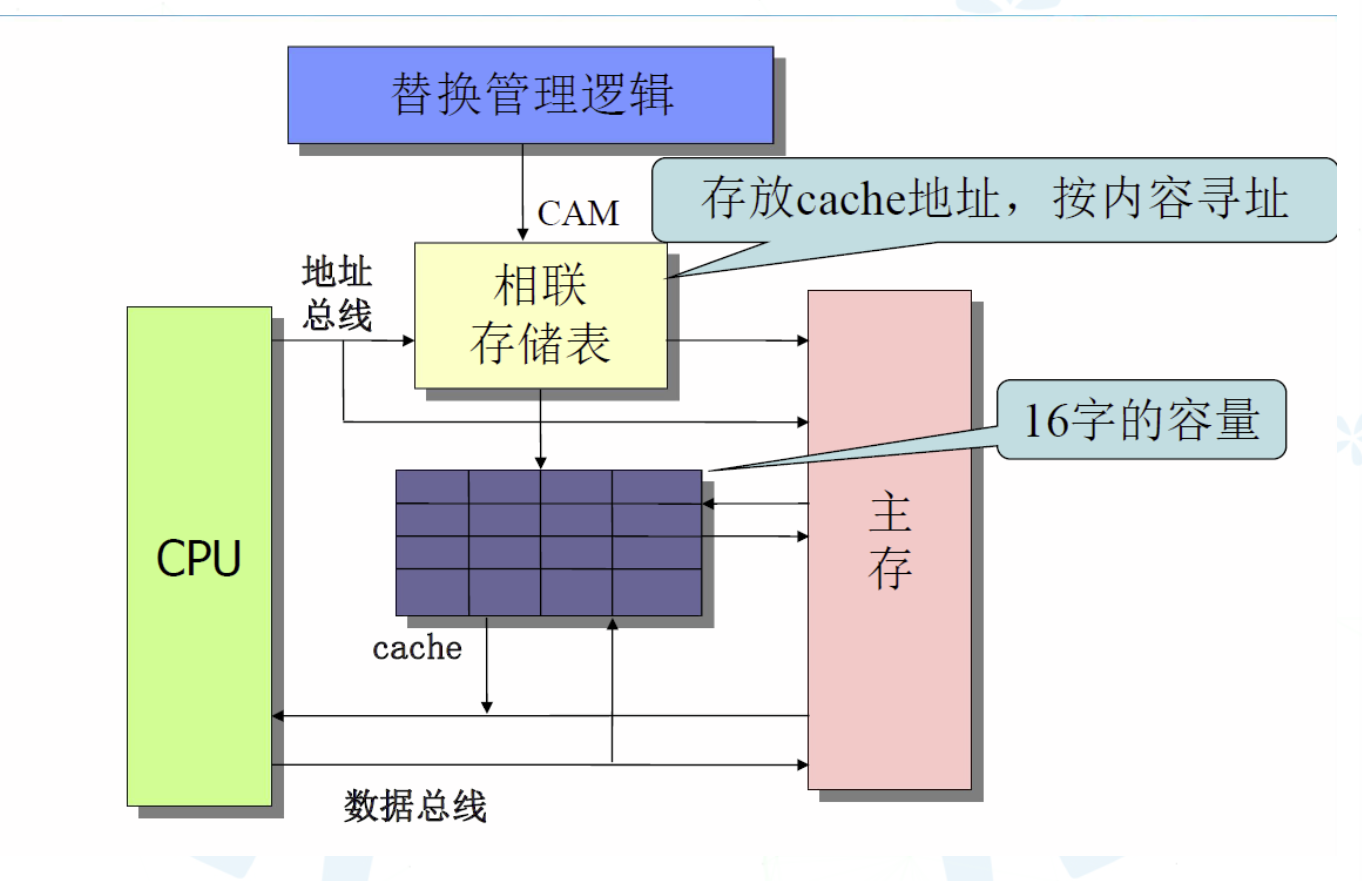 替换管理逻辑
存放cache地址，按内容寻址
CAM
地址
总线
相联
存储表
16字的容量
CPU
主
存
cache
数据总线